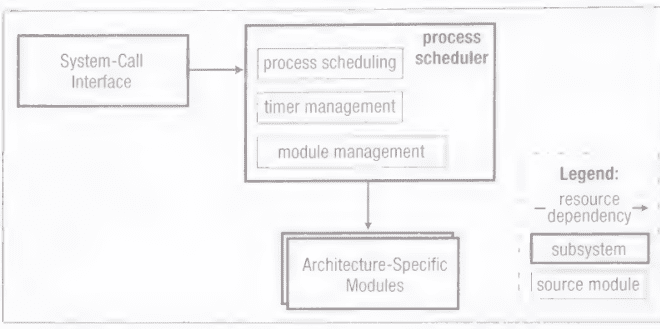 System-Call
Interface
process
scheduler
process scheduling
timer management
module management
Architecture-Specific
Modules
Legend:
resource
dependency
subsystem
source module